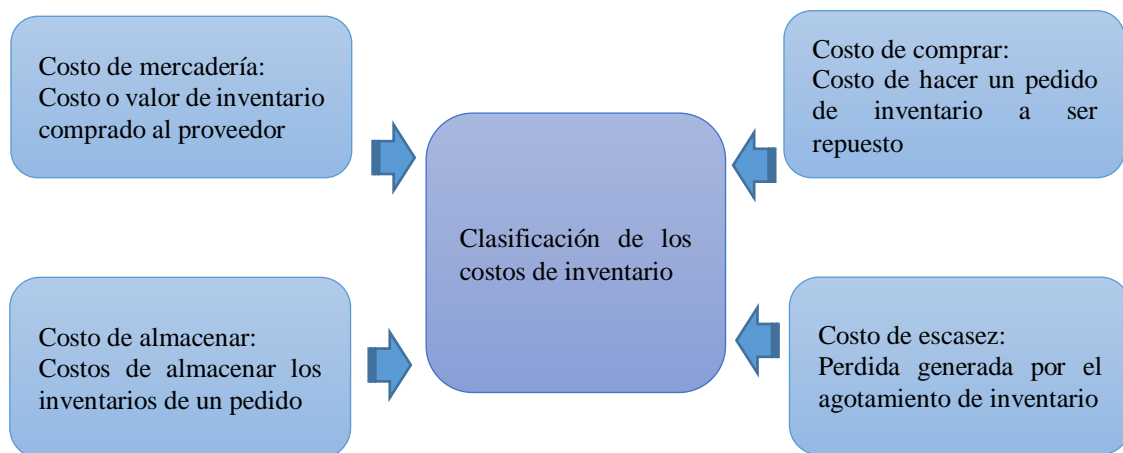 Costo de mercadería:
Costo o valor de inventario
comprado al proveedor
Costo de comprar:
Costo de hacer un pedido
de inventario a ser
repuesto
Clasificación de los
costos de inventario
Costo de almacenar:
Costos de almacenar los
inventarios de un pedido
Costo de escasez:
Perdida generada por el
agotamiento de inventario